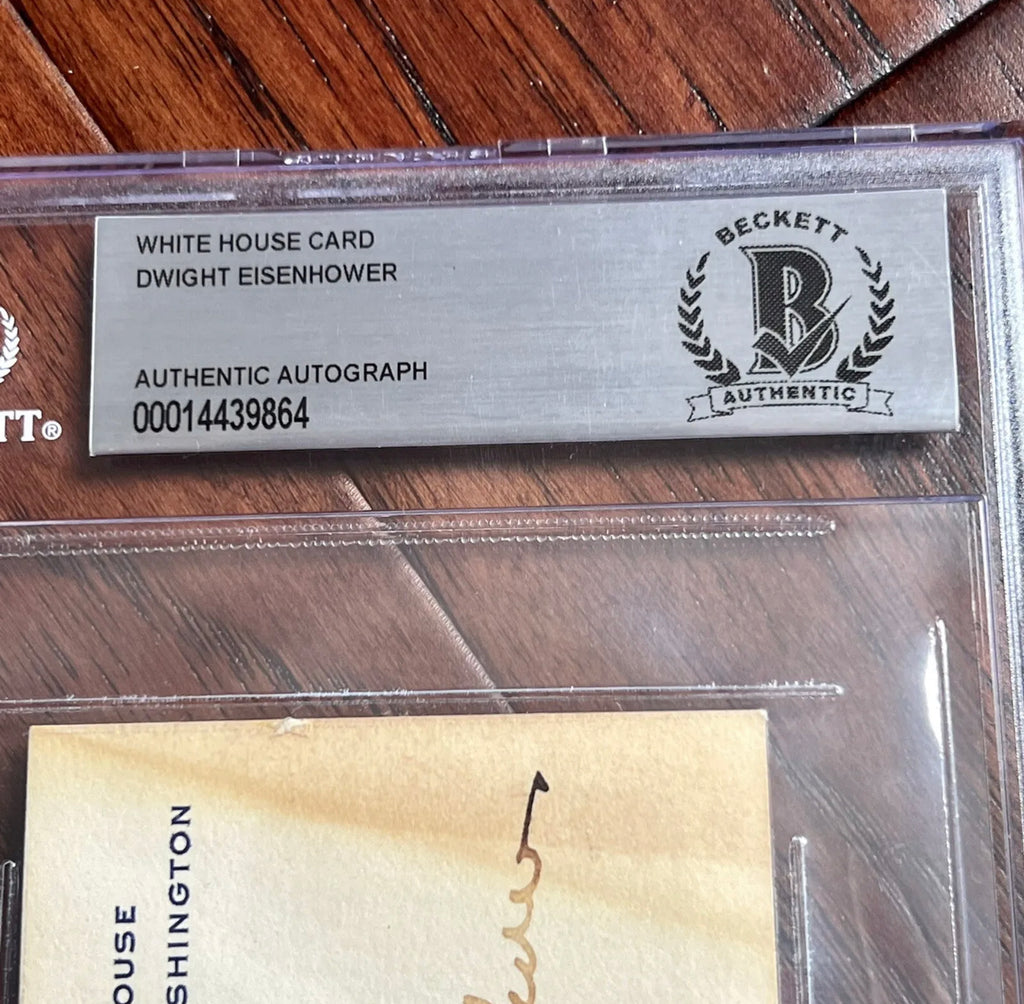 WHITE HOUSE CARD
DWIGHT EISENHOWER
AUTHENTIC AUTOGRAPH
00014439864
BECKETT
B
AUTHENTIC
TT®
OUSE
SHINGTON